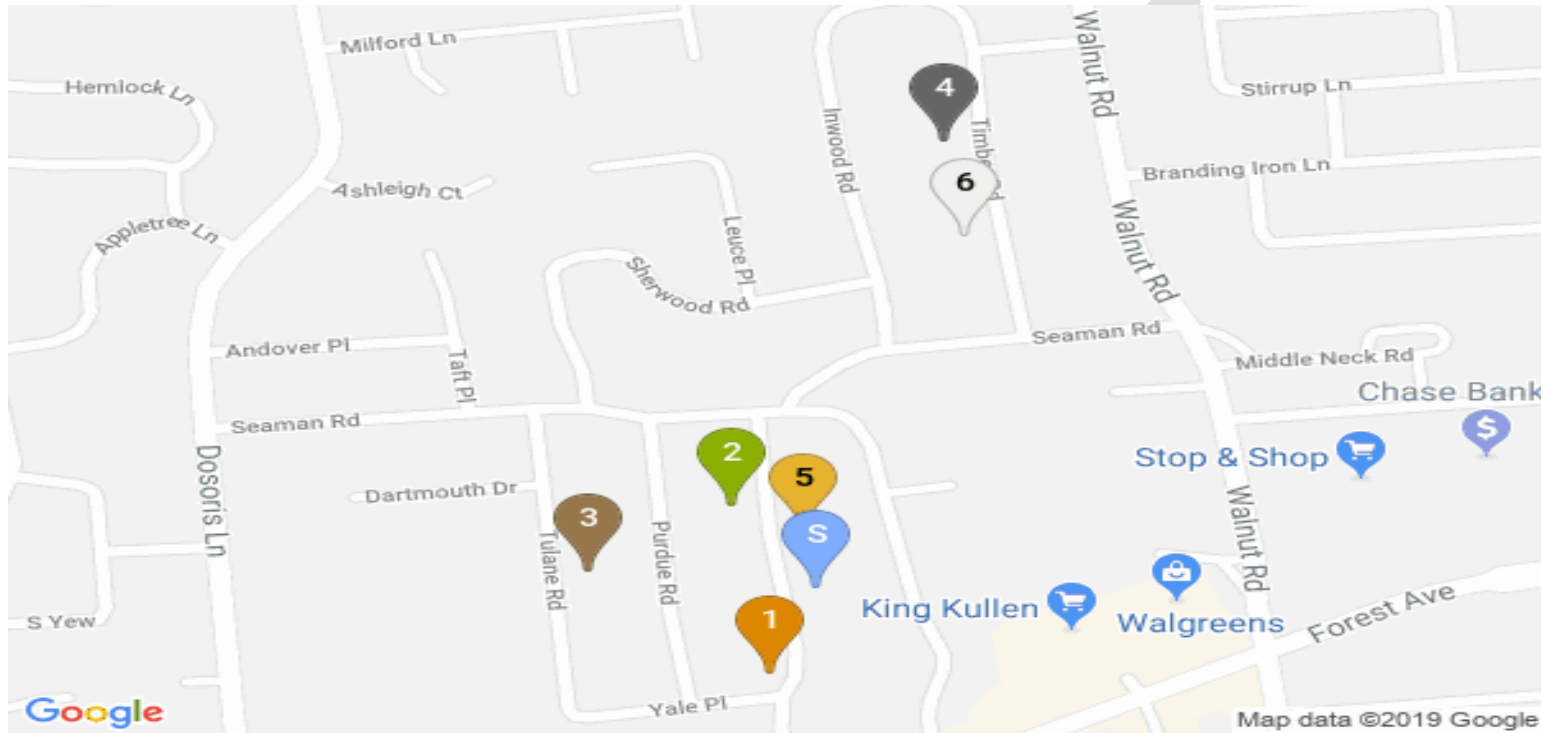 Milford Ln
Hemlock Ln
Walnut Rd
Stirrup Ln
4
Inwood Rd
Timber Rd
6
Branding Iron Ln
Ashleigh Ct
Appletree Ln
Leuce Pl
Walnut Rd
Sherwood Rd
Seaman Rd
Andover Pl
Taft Pl
Middle Neck Rd
Chase Bank
Seaman Rd
$
2
Stop & Shop
5
Dosoris Ln
Dartmouth Dr
3
S
Tulane Rd
Purdue Rd
Walnut Rd
King Kullen
Walgreens
1
S Yew
Forest Ave
Yale Pl
Google
Map data ©2019 Google